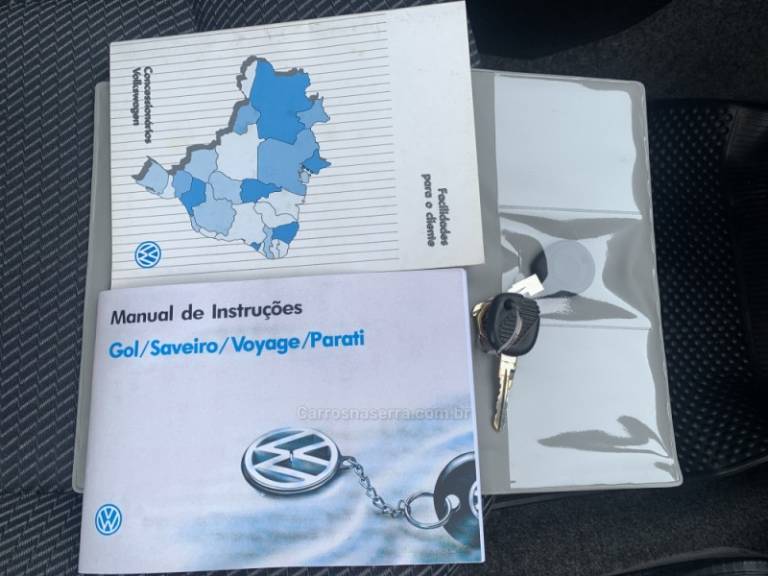 Concessionários
Volkswagen
Facilidades
para o cliente
Manual de Instruções
Gol/Saveiro/Voyage/Parati
Carrosnaserra.com.br